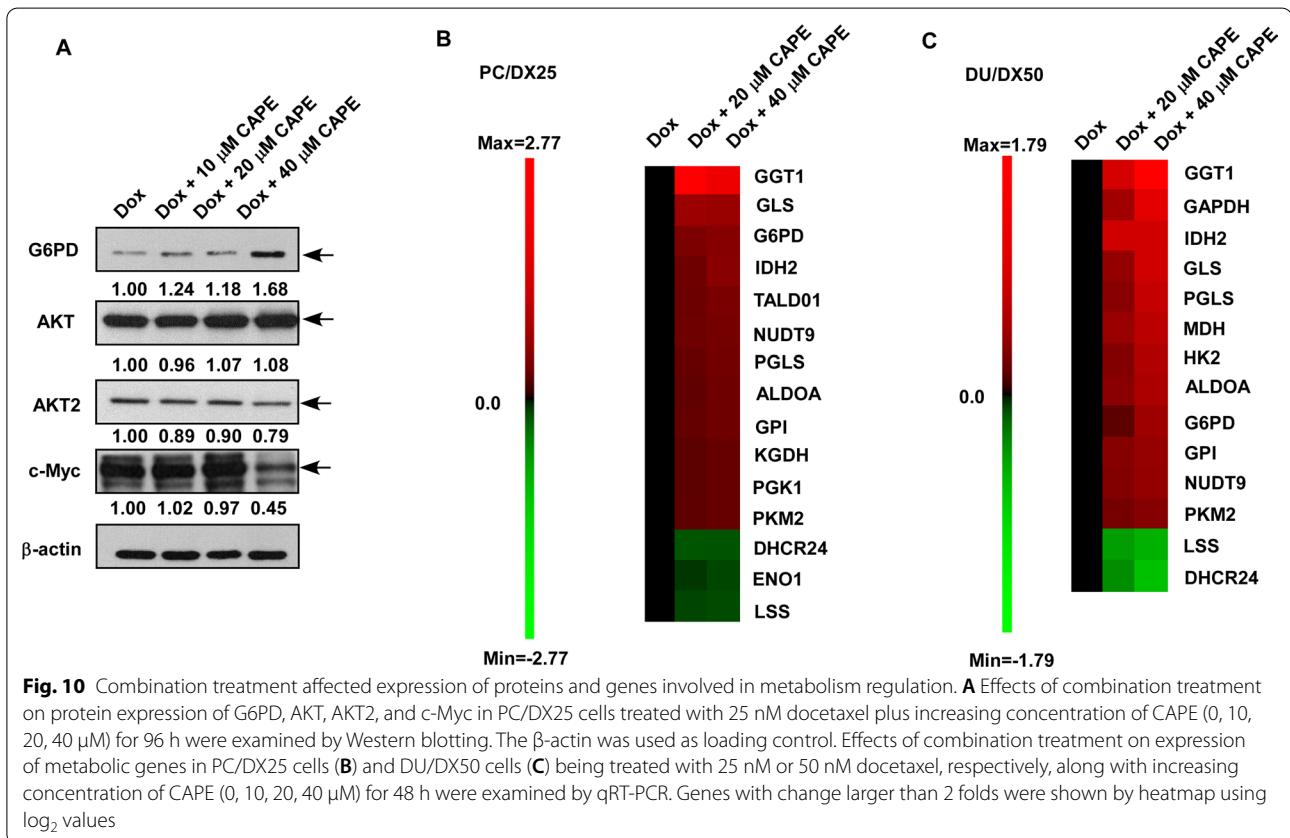 A
Dox
Dox + 10 μM CAPE
Dox + 20 μM CAPE
Dox + 40 μM CAPE
G6PD
1.00 1.24 1.18 1.68
AKT
1.00 0.96 1.07 1.08
AKT2
1.00 0.89 0.90 0.79
c-Myc
1.00 1.02 0.97 0.45
β-actin
B
PC/DX25
Max=2.77
0.0
Min=-2.77
Dox
Dox + 20 μM CAPE
Dox + 40 μM CAPE
GGT1
GLS
G6PD
IDH2
TALD01
NUDT9
PGLS
ALDOA
GPI
KGDH
PGK1
PKM2
DHCR24
ENO1
LSS
C
DU/DX50
Max=1.79
0.0
Min=-1.79
Dox
Dox + 20 μM CAPE
Dox + 40 μM CAPE
GGT1
GAPDH
IDH2
GLS
PGLS
MDH
HK2
ALDOA
G6PD
GPI
NUDT9
PKM2
LSS
DHCR24
Fig. 10 Combination treatment affected expression of proteins and genes involved in metabolism regulation. A Effects of combination treatment
on protein expression of G6PD, AKT, AKT2, and c-Myc in PC/DX25 cells treated with 25 nM docetaxel plus increasing concentration of CAPE (0, 10,
20, 40 μM) for 96 h were examined by Western blotting. The β-actin was used as loading control. Effects of combination treatment on expression
of metabolic genes in PC/DX25 cells (B) and DU/DX50 cells (C) being treated with 25 nM or 50 nM docetaxel, respectively, along with increasing
concentration of CAPE (0, 10, 20, 40 μM) for 48 h were examined by qRT-PCR. Genes with change larger than 2 folds were shown by heatmap using
log₂ values